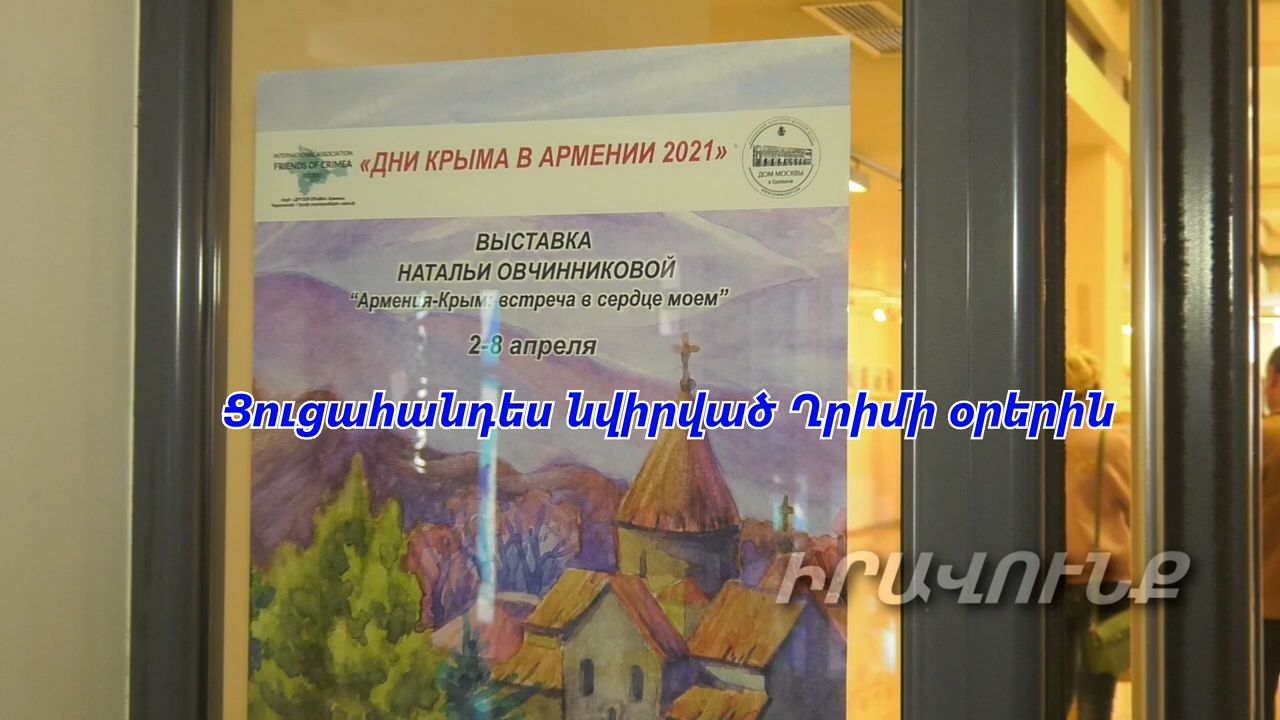 INTERNATIONAL ASSOCIATION
FRIENDS OF CRIMEA
«ДНИ КРЫМА В АРМЕНИИ 2021»
ДОМ МОСКВЫ
в Ереване
ВЫСТАВКА
НАТАЛЬИ ОВЧИННИКОВОЙ
“Армения-Крым: встреча в сердце моем”
2-8 апреля
Ցուցահանդես նվիրված Ղրիմի օրերին
ԻՐԱՎՈՒՆՔ